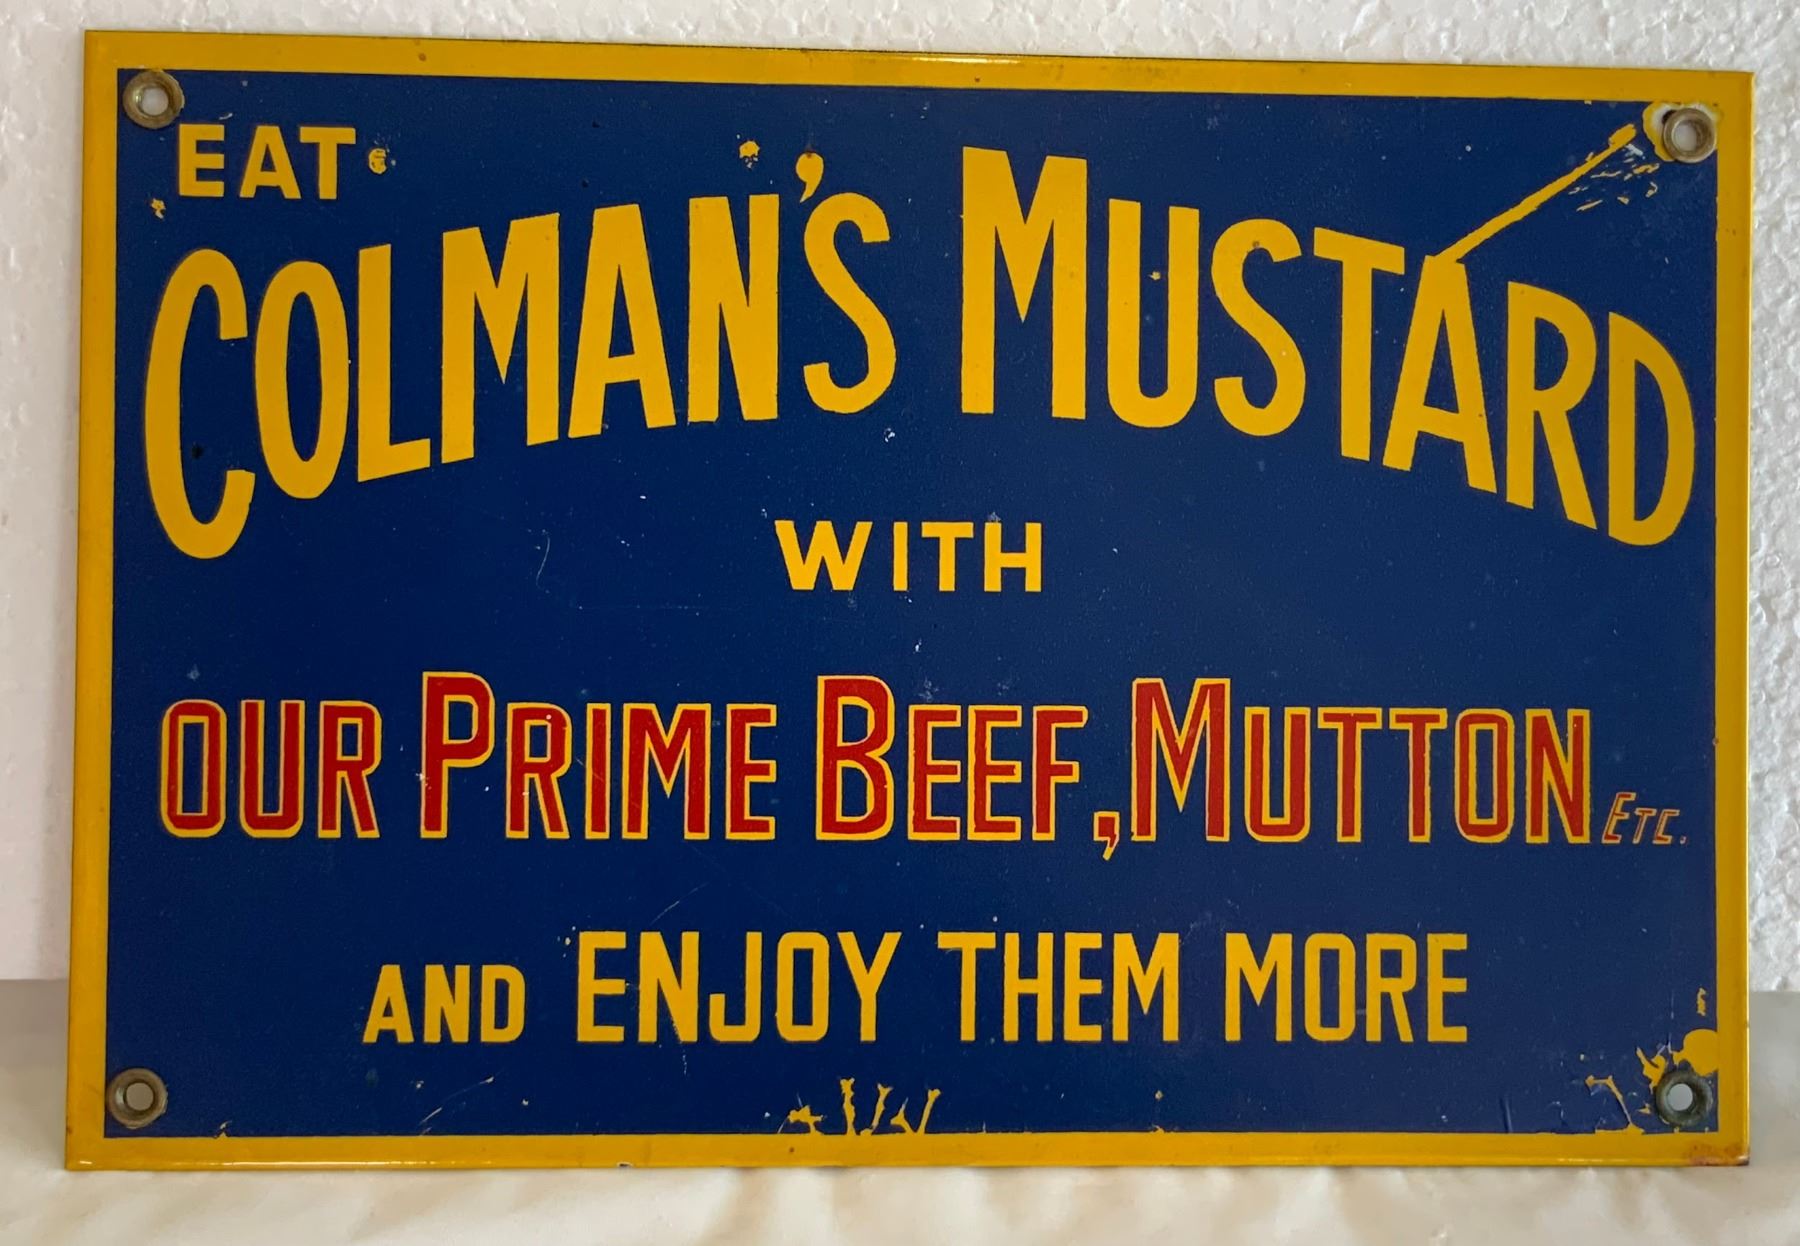 EAT
COLMAN'S MUSTARD
WITH
OUR PRIME BEEF, MUTTON ETC.
AND ENJOY THEM MORE